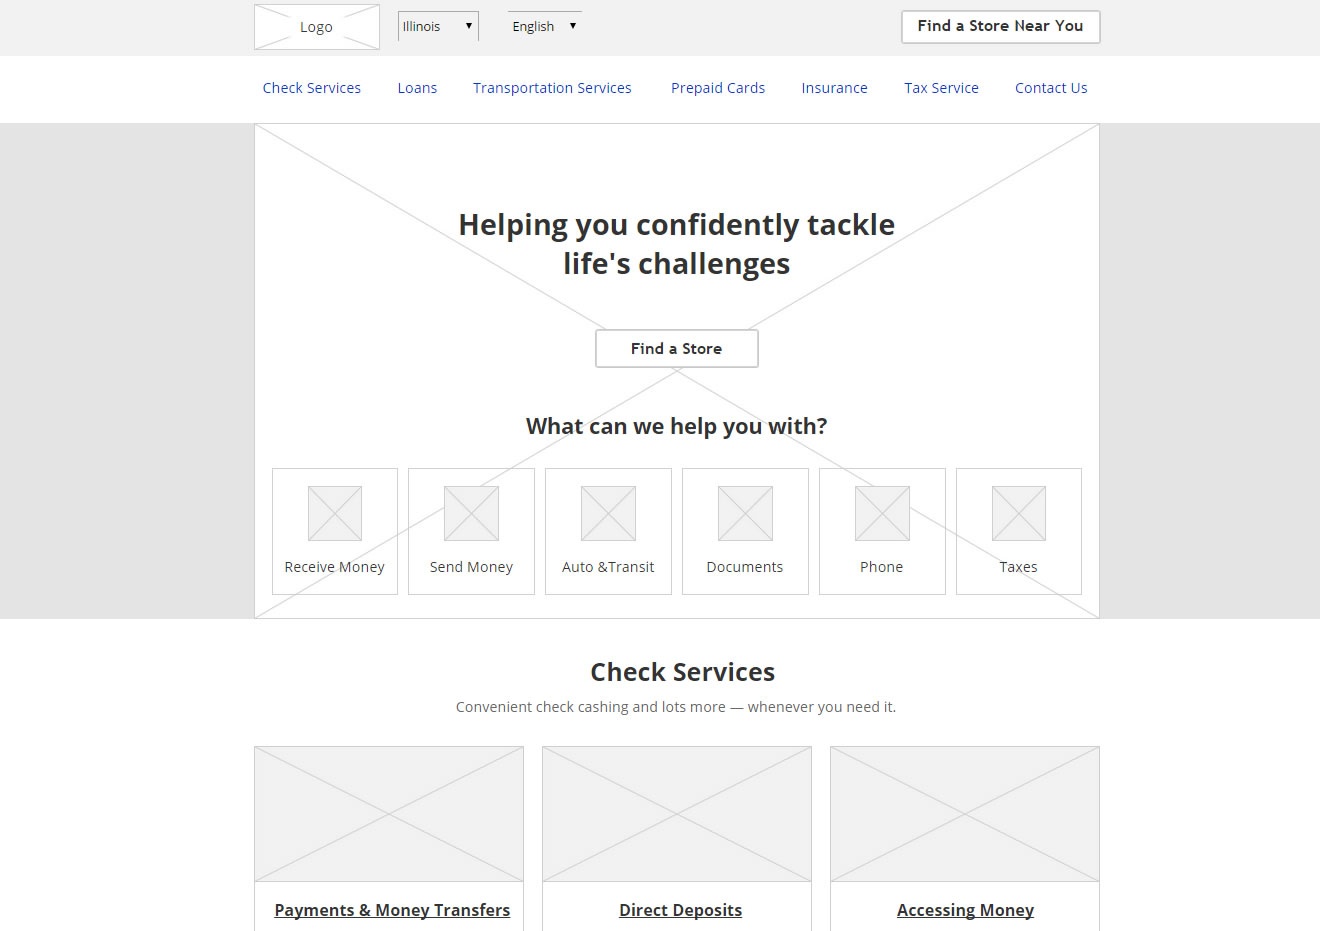 Logo
Illinois
English
Find a Store Near You
Check Services
Loans
Transportation Services
Prepaid Cards
Insurance
Tax Service
Contact Us
Helping you confidently tackle
life's challenges
Find a Store
What can we help you with?
Receive Money
Send Money
Auto &Transit
Documents
Phone
Taxes
Check Services
Convenient check cashing and lots more — whenever you need it.
Payments & Money Transfers
Direct Deposits
Accessing Money